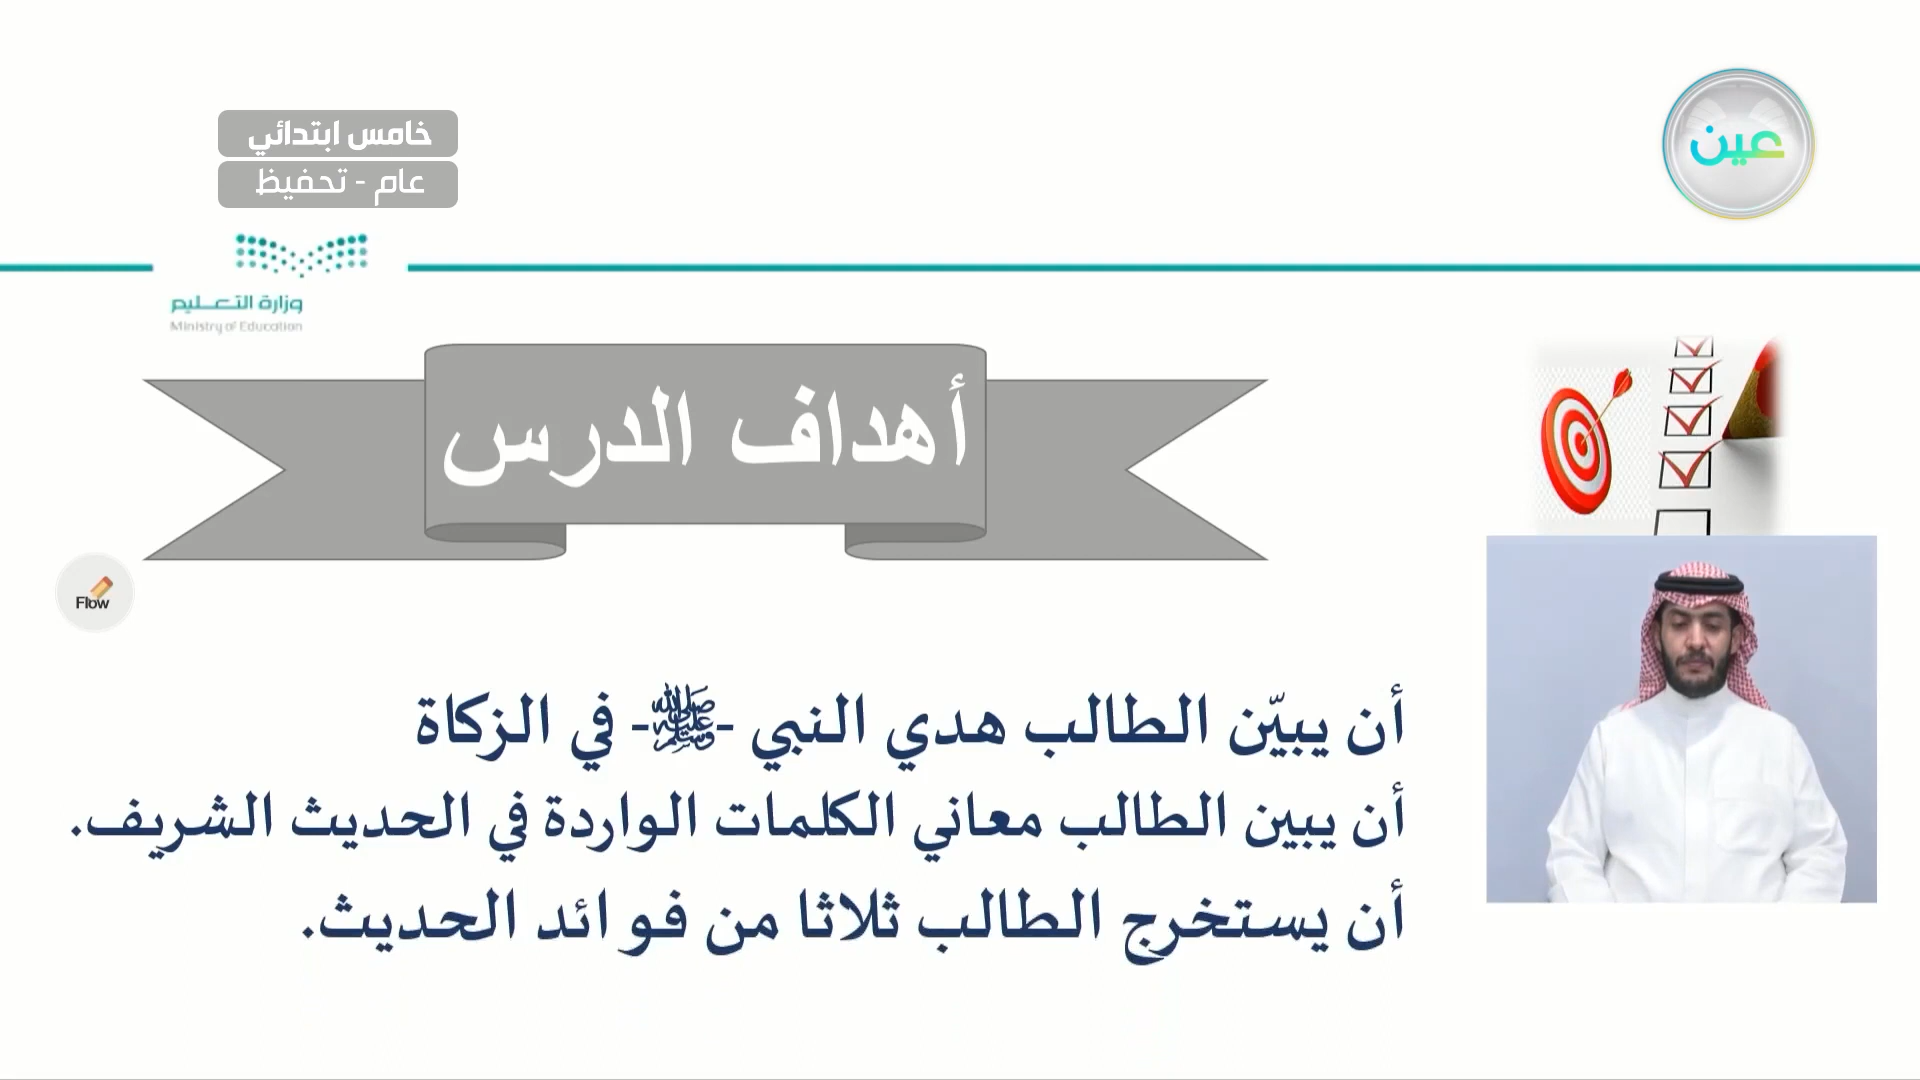 خامس ابتدائي
عام - تحفيظ
عين
وزارة التعليم
Ministry of Education
أهداف الدرس
Flow
أن يبيّن الطالب هدي النبي -ﷺ- في الزكاة
أن يبين الطالب معاني الكلمات الواردة في الحديث الشريف.
أن يستخرج الطالب ثلاثا من فوائد الحديث.